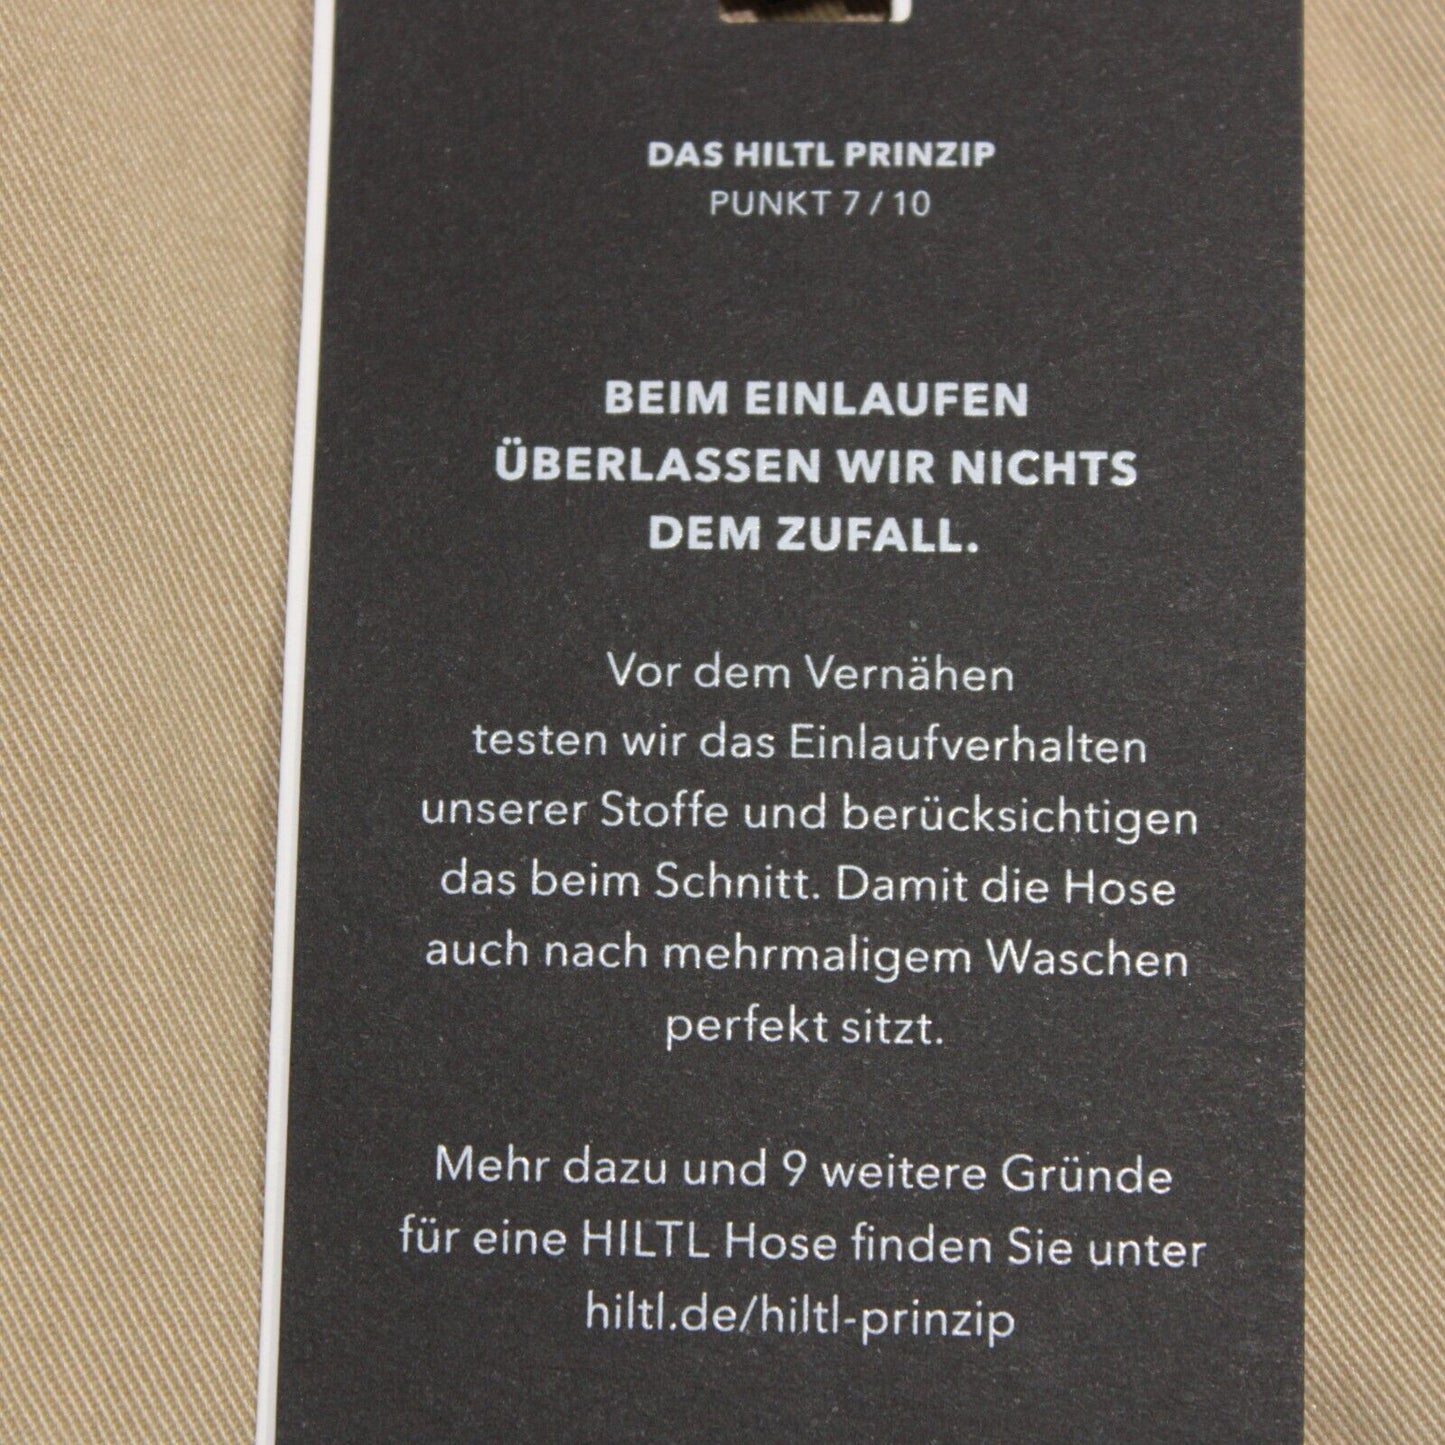 DAS HILTL PRINZIP
PUNKT 7 / 10
BEIM EINLAUFEN
ÜBERLASSEN WIR NICHTS
DEM ZUFALL.
Vor dem Vernähen
testen wir das Einlaufverhalten
unserer Stoffe und berücksichtigen
das beim Schnitt. Damit die Hose
auch nach mehrmaligem Waschen
perfekt sitzt.
Mehr dazu und 9 weitere Gründe
für eine HILTL Hose finden Sie unter
hiltl.de/hiltl-prinzip